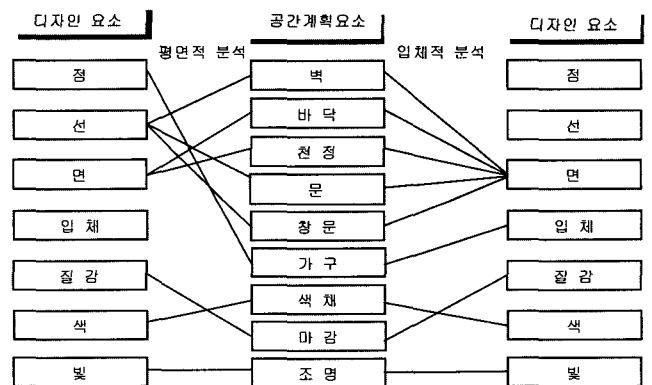 디자인 요소
공간계획요소
디자인 요소
평면적 분석
입체적 분석
점
벽
점
바 닥
선
선
천 정
면
문
면
입 체
창 문
입 체
가 구
질 감
질 감
색 채
색
색
마 감
빛
조 명
빛